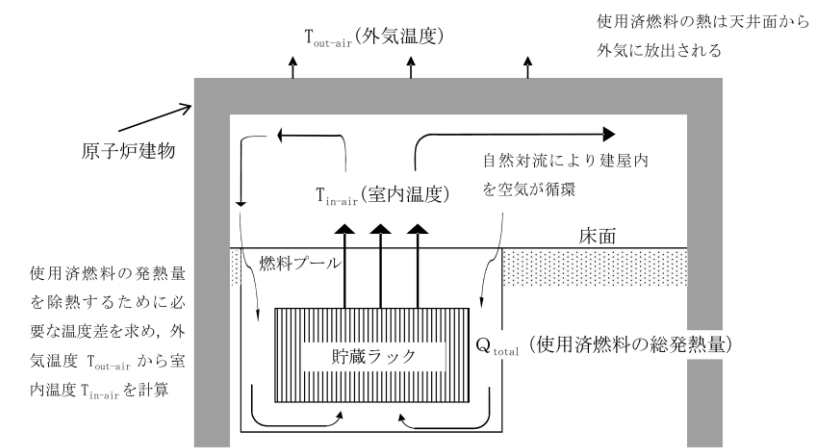 T_out-air(外気温度)
使用済燃料の熱は天井面から
外気に放出される
原子炉建物
自然対流により建屋内
を空気が循環
T_in-air(室内温度)
床面
燃料プール
使用済燃料の発熱量
を除熱するために必
要な温度差を求め,外
気温度 T_out-air から室
内温度 T_in-air を計算
貯蔵ラック
Q_total (使用済燃料の総発熱量)